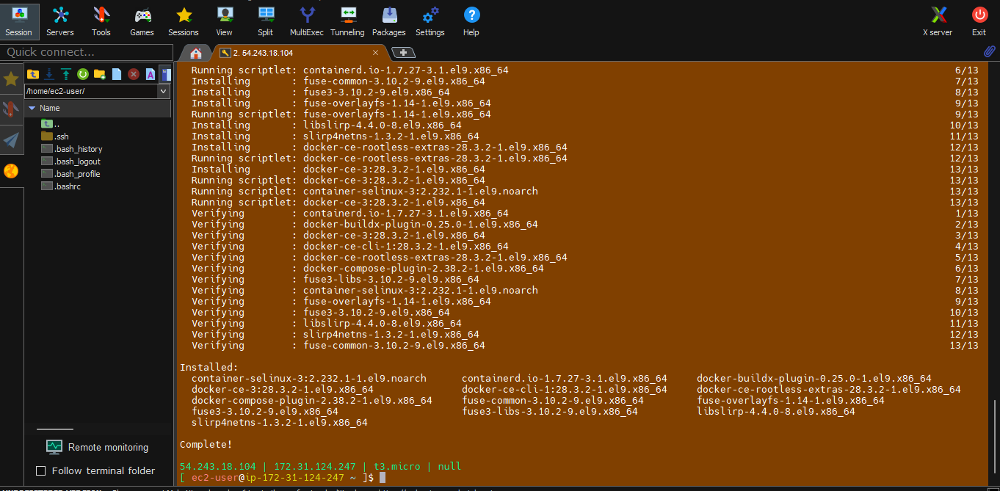 Session Servers Tools Games Sessions View Split MultiExec Tunneling Packages Settings Help X server Exit
Quick connect...
2. 54.243.18.104
/home/ec2-user/
Name
..
.ssh
.bash_history
.bash_logout
.bash_profile
.bashrc
Remote monitoring
Follow terminal folder
Running scriptlet: containerd.io-1.7.27-3.1.el9.x86_64 6/13
Installing : fuse-common-3.10.2-9.el9.x86_64 7/13
Installing : fuse3-3.10.2-9.el9.x86_64 8/13
Installing : fuse-overlayfs-1.14-1.el9.x86_64 9/13
Running scriptlet: fuse-overlayfs-1.14-1.el9.x86_64 9/13
Installing : libslirp-4.4.0-8.el9.x86_64 10/13
Installing : slirp4netns-1.3.2-1.el9.x86_64 11/13
Installing : docker-ce-rootless-extras-28.3.2-1.el9.x86_64 12/13
Running scriptlet: docker-ce-rootless-extras-28.3.2-1.el9.x86_64 12/13
Installing : docker-ce-3:28.3.2-1.el9.x86_64 13/13
Running scriptlet: docker-ce-3:28.3.2-1.el9.x86_64 13/13
Running scriptlet: container-selinux-3:2.232.1-1.el9.noarch 13/13
Running scriptlet: docker-ce-3:28.3.2-1.el9.x86_64 13/13
Verifying : containerd.io-1.7.27-3.1.el9.x86_64 1/13
Verifying : docker-buildx-plugin-0.25.0-1.el9.x86_64 2/13
Verifying : docker-ce-3:28.3.2-1.el9.x86_64 3/13
Verifying : docker-ce-cli-1:28.3.2-1.el9.x86_64 4/13
Verifying : docker-ce-rootless-extras-28.3.2-1.el9.x86_64 5/13
Verifying : docker-compose-plugin-2.38.2-1.el9.x86_64 6/13
Verifying : fuse3-libs-3.10.2-9.el9.x86_64 7/13
Verifying : container-selinux-3:2.232.1-1.el9.noarch 8/13
Verifying : fuse-overlayfs-1.14-1.el9.x86_64 9/13
Verifying : fuse3-3.10.2-9.el9.x86_64 10/13
Verifying : libslirp-4.4.0-8.el9.x86_64 11/13
Verifying : slirp4netns-1.3.2-1.el9.x86_64 12/13
Verifying : fuse-common-3.10.2-9.el9.x86_64 13/13
Installed:
container-selinux-3:2.232.1-1.el9.noarch containerd.io-1.7.27-3.1.el9.x86_64 docker-buildx-plugin-0.25.0-1.el9.x86_64
docker-ce-3:28.3.2-1.el9.x86_64 docker-ce-cli-1:28.3.2-1.el9.x86_64 docker-ce-rootless-extras-28.3.2-1.el9.x86_64
docker-compose-plugin-2.38.2-1.el9.x86_64 fuse-common-3.10.2-9.el9.x86_64 fuse-overlayfs-1.14-1.el9.x86_64
fuse3-3.10.2-9.el9.x86_64 fuse3-libs-3.10.2-9.el9.x86_64 libslirp-4.4.0-8.el9.x86_64
slirp4netns-1.3.2-1.el9.x86_64
Complete!
54.243.18.104 | 172.31.124.247 | t3.micro | null
[ ec2-user@ip-172-31-124-247 ~ ]$